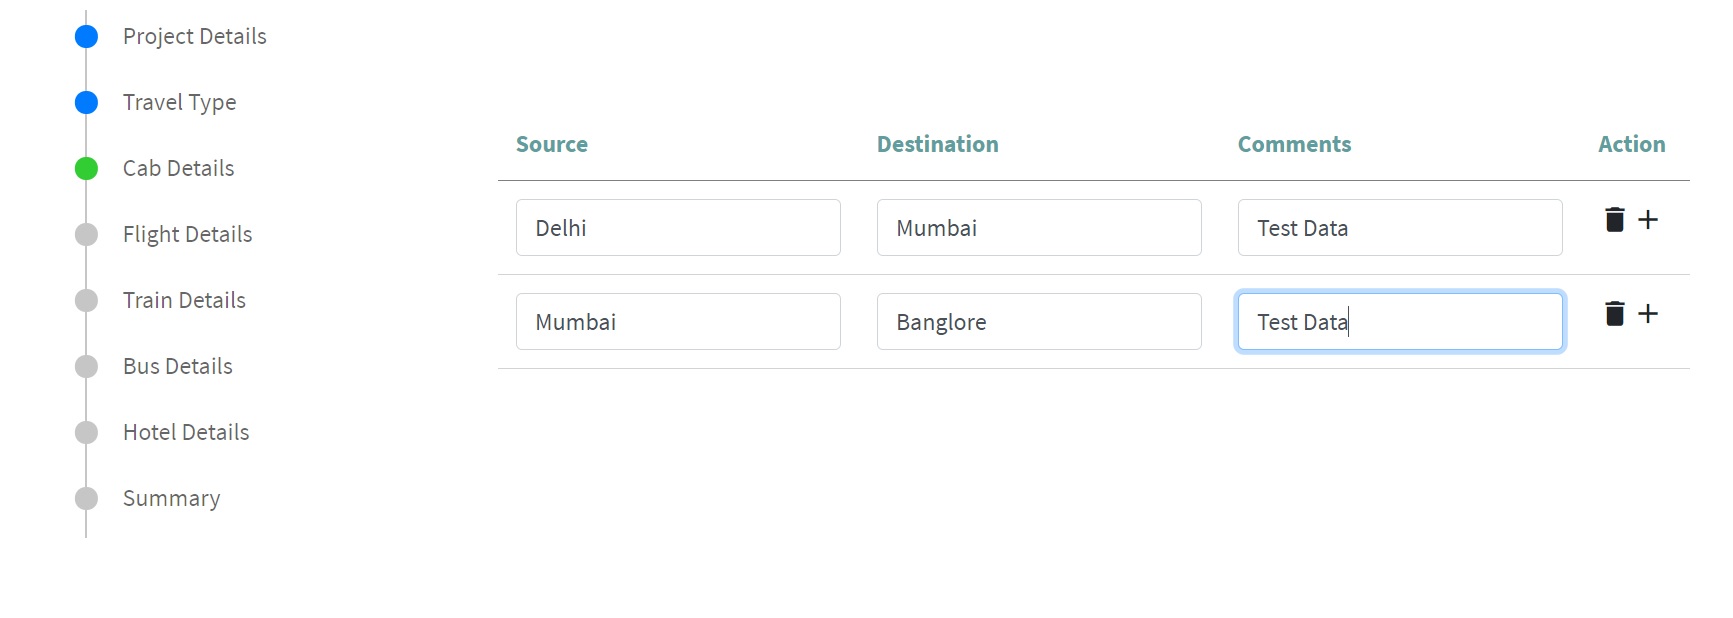 Project Details
Travel Type
Cab Details
Flight Details
Train Details
Bus Details
Hotel Details
Summary
Source Destination Comments Action
Delhi Mumbai Test Data
Mumbai Banglore Test Data